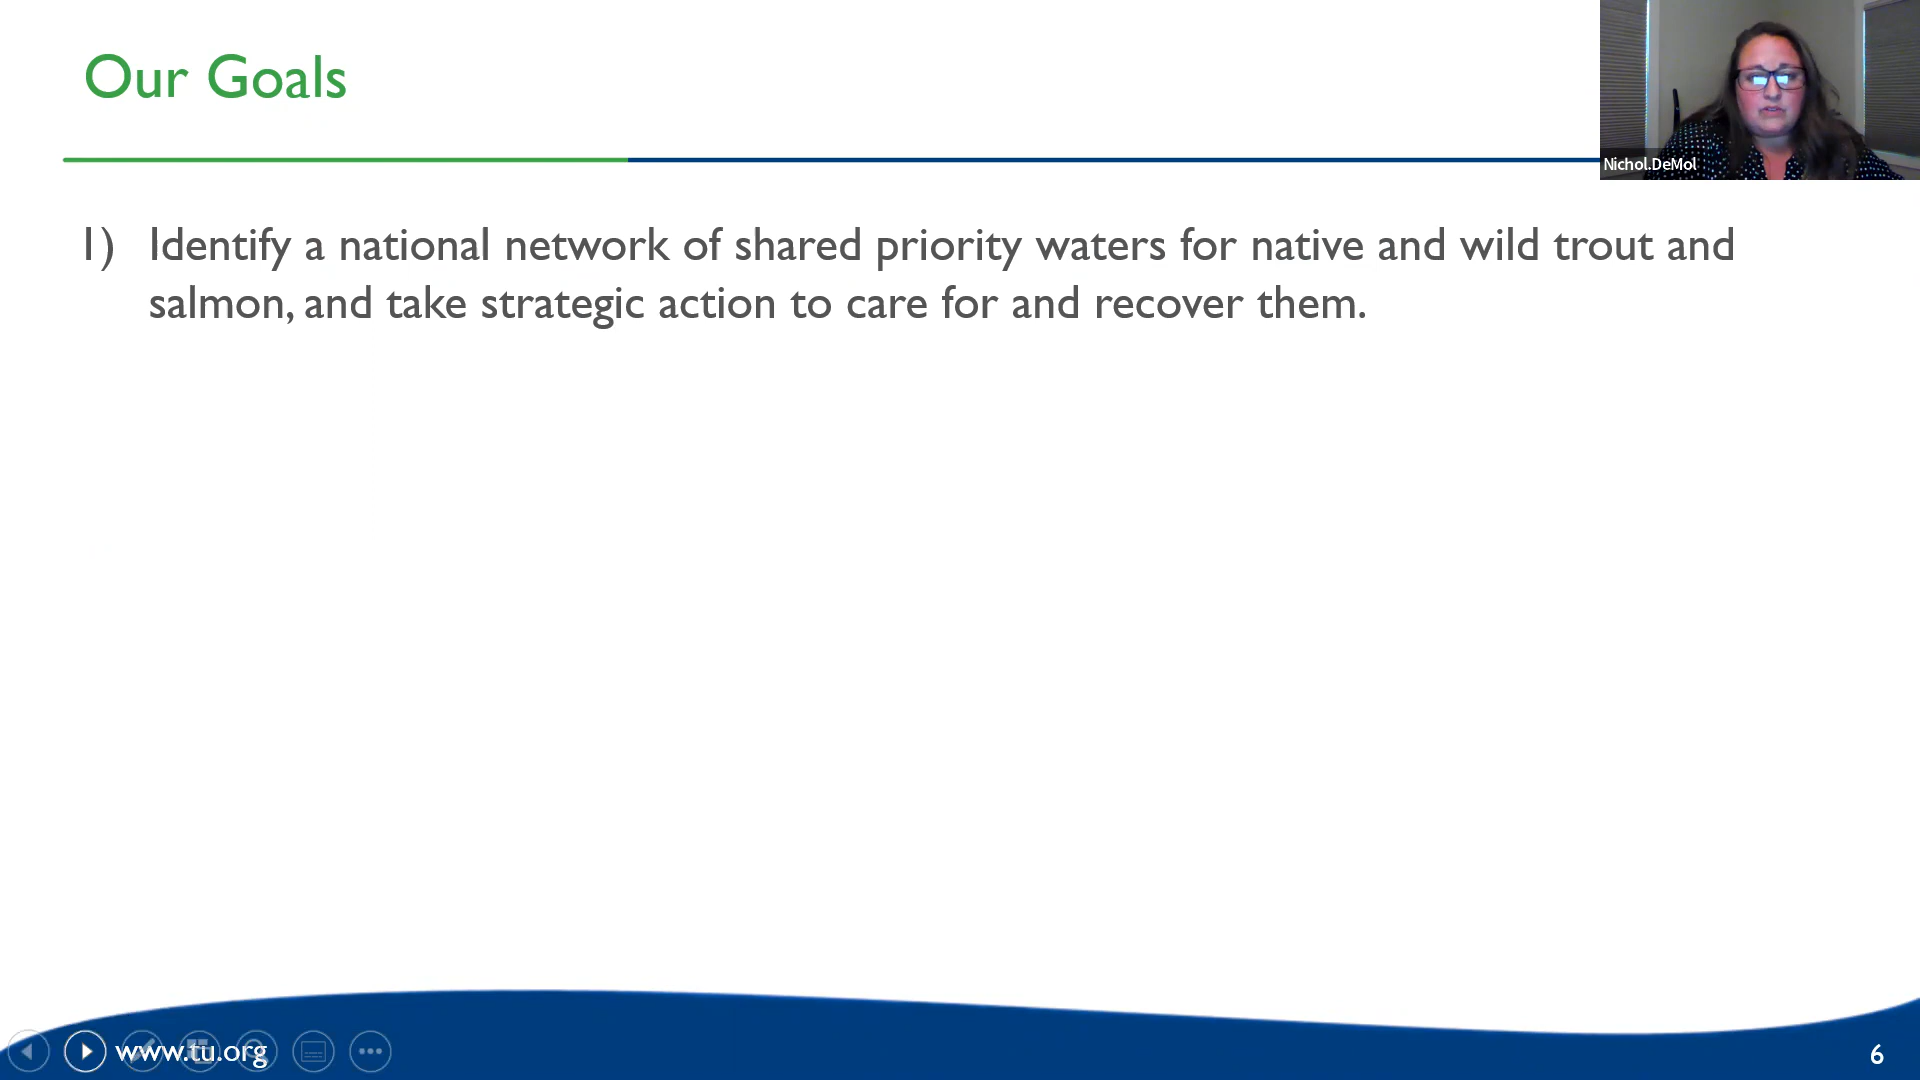 Our Goals
Nichol.DeMol
1) Identify a national network of shared priority waters for native and wild trout and
salmon, and take strategic action to care for and recover them.
www.tu.org
6